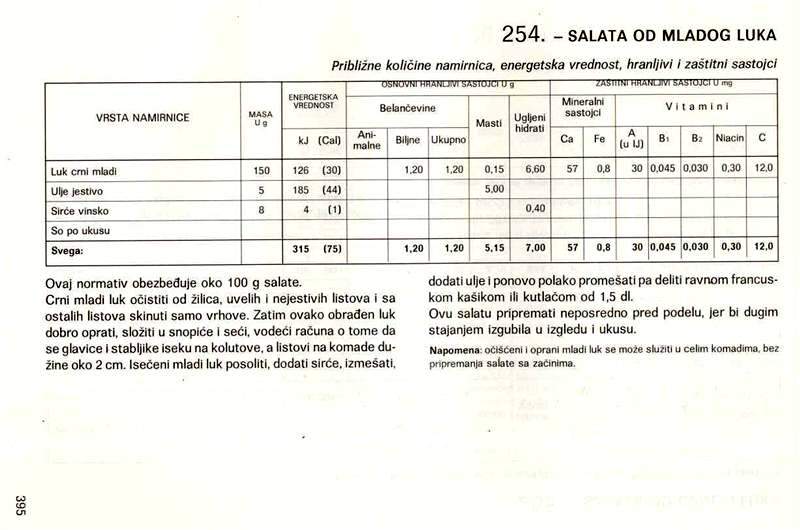 254. – SALATA OD MLADOG LUKA
Približne količine namirnica, energetska vrednost, hranljivi i zaštitni sastojci
VRSTA NAMIRNICE MASA U g ENERGETSKA VREDNOST kJ (Cal) OSNOVNI HRANLJIVI SASTOJCI U g Belančevine Ani-malne Biljne Ukupno Masti Ugljeni hidrati ZAŠTITNI HRANLJIVI SASTOJCI U mg Mineralni sastojci Ca Fe Vitamini A (u IJ) B1 B2 Niacin C
Luk crni mladi 150 126 (30) 1,20 1,20 0,15 6,60 57 0,8 30 0,045 0,030 0,30 12,0
Ulje jestivo 5 185 (44) 5,00
Sirće vinsko 8 4 (1) 0,40
So po ukusu
Svega: 315 (75) 1,20 1,20 5,15 7,00 57 0,8 30 0,045 0,030 0,30 12,0
Ovaj normativ obezbeđuje oko 100 g salate.
Crni mladi luk očistiti od žilica, uvelih i nejestivih listova i sa
ostalih listova skinuti samo vrhove. Zatim ovako obrađen luk
dobro oprati, složiti u snopiće i seći, vodeći računa o tome da
se glavice i stabljike iseku na kolutove, a listovi na komade du-
žine oko 2 cm. Isečeni mladi luk posoliti, dodati sirće, izmešati,
dodati ulje i ponovo polako promešati pa deliti ravnom francus-
kom kašikom ili kutlačom od 1,5 dl.
Ovu salatu pripremati neposredno pred podelu, jer bi dugim
stajanjem izgubila u izgledu i ukusu.
Napomena: očišćeni i oprani mladi luk se može služiti u celim komadima, bez
pripremanja salate sa začinima.
395